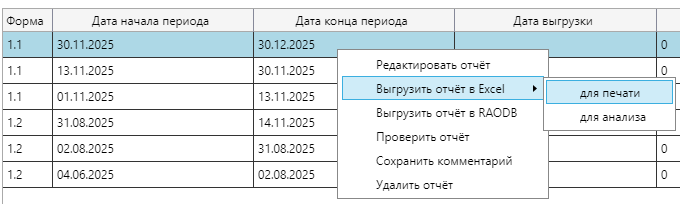 Форма Дата начала периода Дата конца периода Дата выгрузки
1.1 30.11.2025 30.12.2025 0
Редактировать отчёт
1.1 13.11.2025 30.11.2025 0
Выгрузить отчёт в Excel
для печати
1.1 01.11.2025 13.11.2025
Выгрузить отчёт в RAODB
для анализа
1.2 31.08.2025 14.11.2025
Проверить отчёт
1.2 02.08.2025 31.08.2025 0
Сохранить комментарий
1.2 04.06.2025 02.08.2025 0
Удалить отчёт